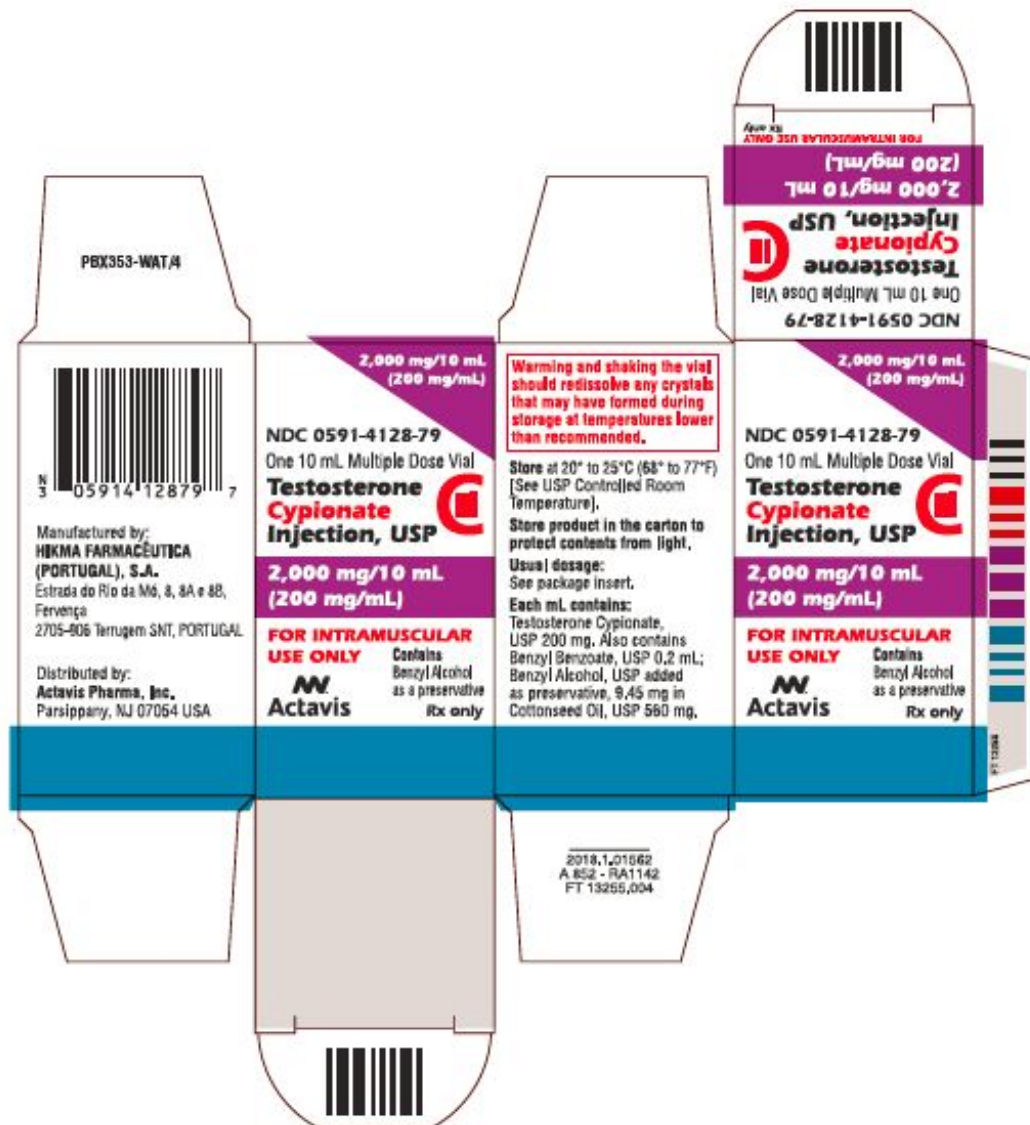 Rx only
FOR INTRAMUSCULAR USE ONLY
(200 mg/mL)
2,000 mg/10 mL
Injection, USP
Cypionate
Testosterone
CIII
One 10 mL Multiple Dose Vial
NDC 0591-4128-79
PBX353-WAT/4
N
3 05914 12879 7
Manufactured by:
HIKMA FARMACÊUTICA
(PORTUGAL), S.A.
Estrada do Rio da Mó, 8, 8A e 8B,
Fervença
2705-906 Terrugem SNT, PORTUGAL
Distributed by:
Actavis Pharma, Inc.
Parsippany, NJ 07054 USA
2,000 mg/10 mL
(200 mg/mL)
NDC 0591-4128-79
One 10 mL Multiple Dose Vial
Testosterone
Cypionate
Injection, USP
CIII
2,000 mg/10 mL
(200 mg/mL)
FOR INTRAMUSCULAR
USE ONLY
Contains
Benzyl Alcohol
as a preservative
Actavis
Rx only
Warming and shaking the vial
should redissolve any crystals
that may have formed during
storage at temperatures lower
than recommended.
Store at 20° to 25°C (68° to 77°F)
[See USP Controlled Room
Temperature].
Store product in the carton to
protect contents from light.
Usual dosage:
See package insert.
Each mL contains:
Testosterone Cypionate,
USP 200 mg. Also contains
Benzyl Benzoate, USP 0.2 mL;
Benzyl Alcohol, USP added
as preservative, 9.45 mg in
Cottonseed Oil, USP 560 mg.
2,000 mg/10 mL
(200 mg/mL)
NDC 0591-4128-79
One 10 mL Multiple Dose Vial
Testosterone
Cypionate
Injection, USP
CIII
2,000 mg/10 mL
(200 mg/mL)
FOR INTRAMUSCULAR
USE ONLY
Contains
Benzyl Alcohol
as a preservative
Actavis
Rx only
2018.1.01562
A 852 - RA1142
FT 13255.004